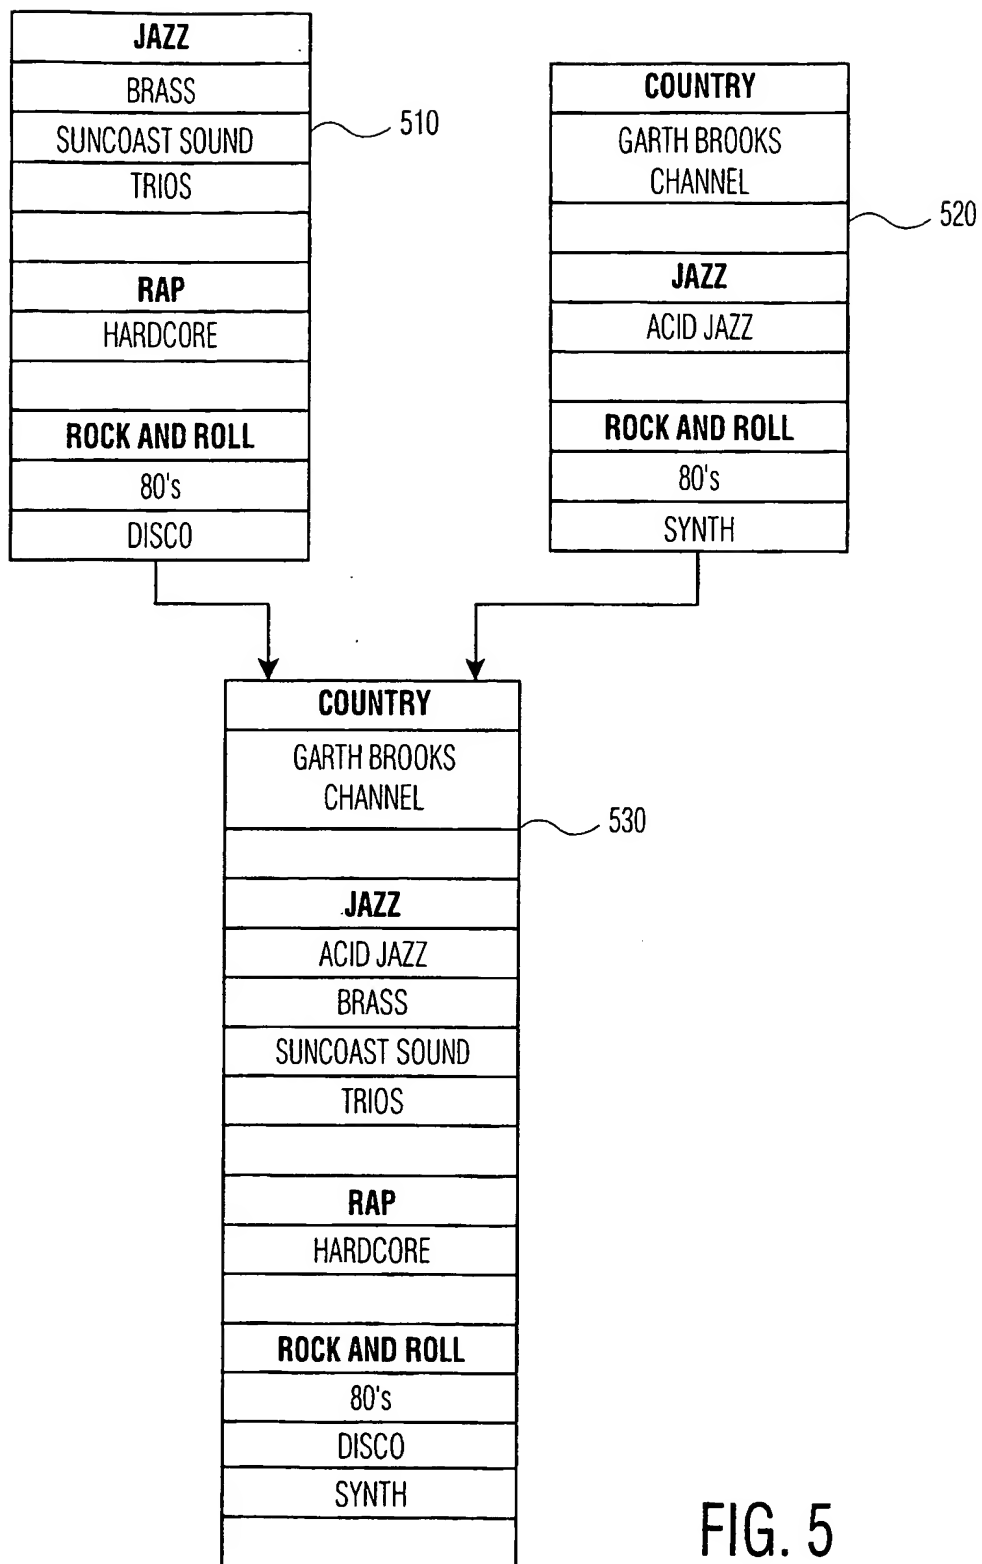 JAZZ
BRASS
SUNCOAST SOUND
TRIOS
RAP
HARDCORE
ROCK AND ROLL
80's
DISCO
510
COUNTRY
GARTH BROOKS
CHANNEL
JAZZ
ACID JAZZ
ROCK AND ROLL
80's
SYNTH
520
COUNTRY
GARTH BROOKS
CHANNEL
JAZZ
ACID JAZZ
BRASS
SUNCOAST SOUND
TRIOS
RAP
HARDCORE
ROCK AND ROLL
80's
DISCO
SYNTH
530
FIG. 5